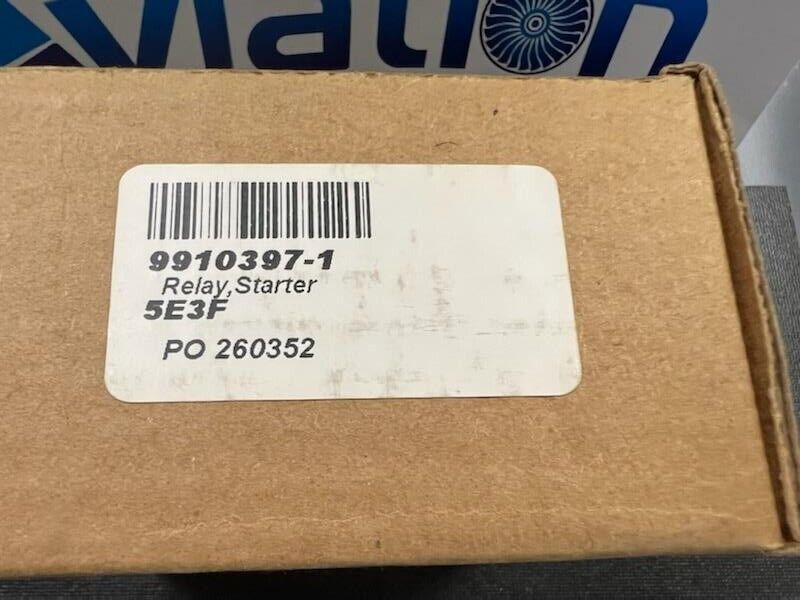 9910397-1
Relay,Starter
5E3F
PO 260352